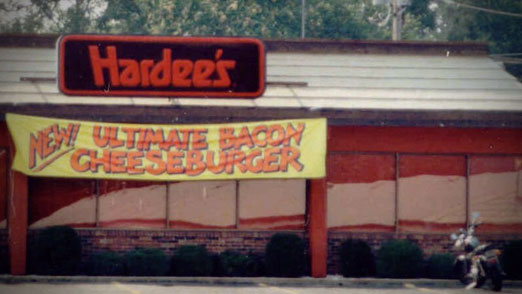 Hardee's
NEW! ULTIMATE BACON
CHEESEBURGER